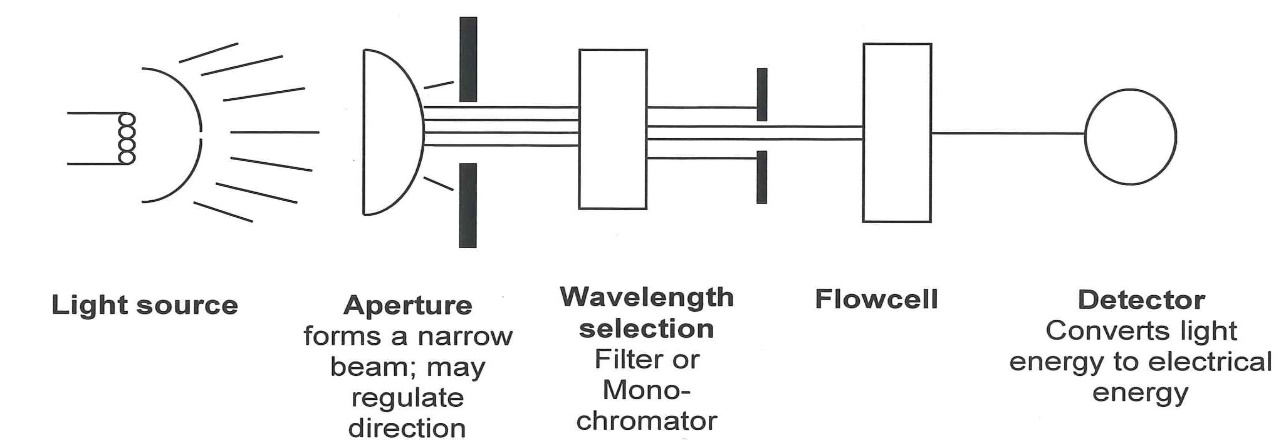 Light source
Aperture
forms a narrow
beam; may
regulate
direction
Wavelength
selection
Filter or
Mono-
chromator
Flowcell
Detector
Converts light
energy to electrical
energy